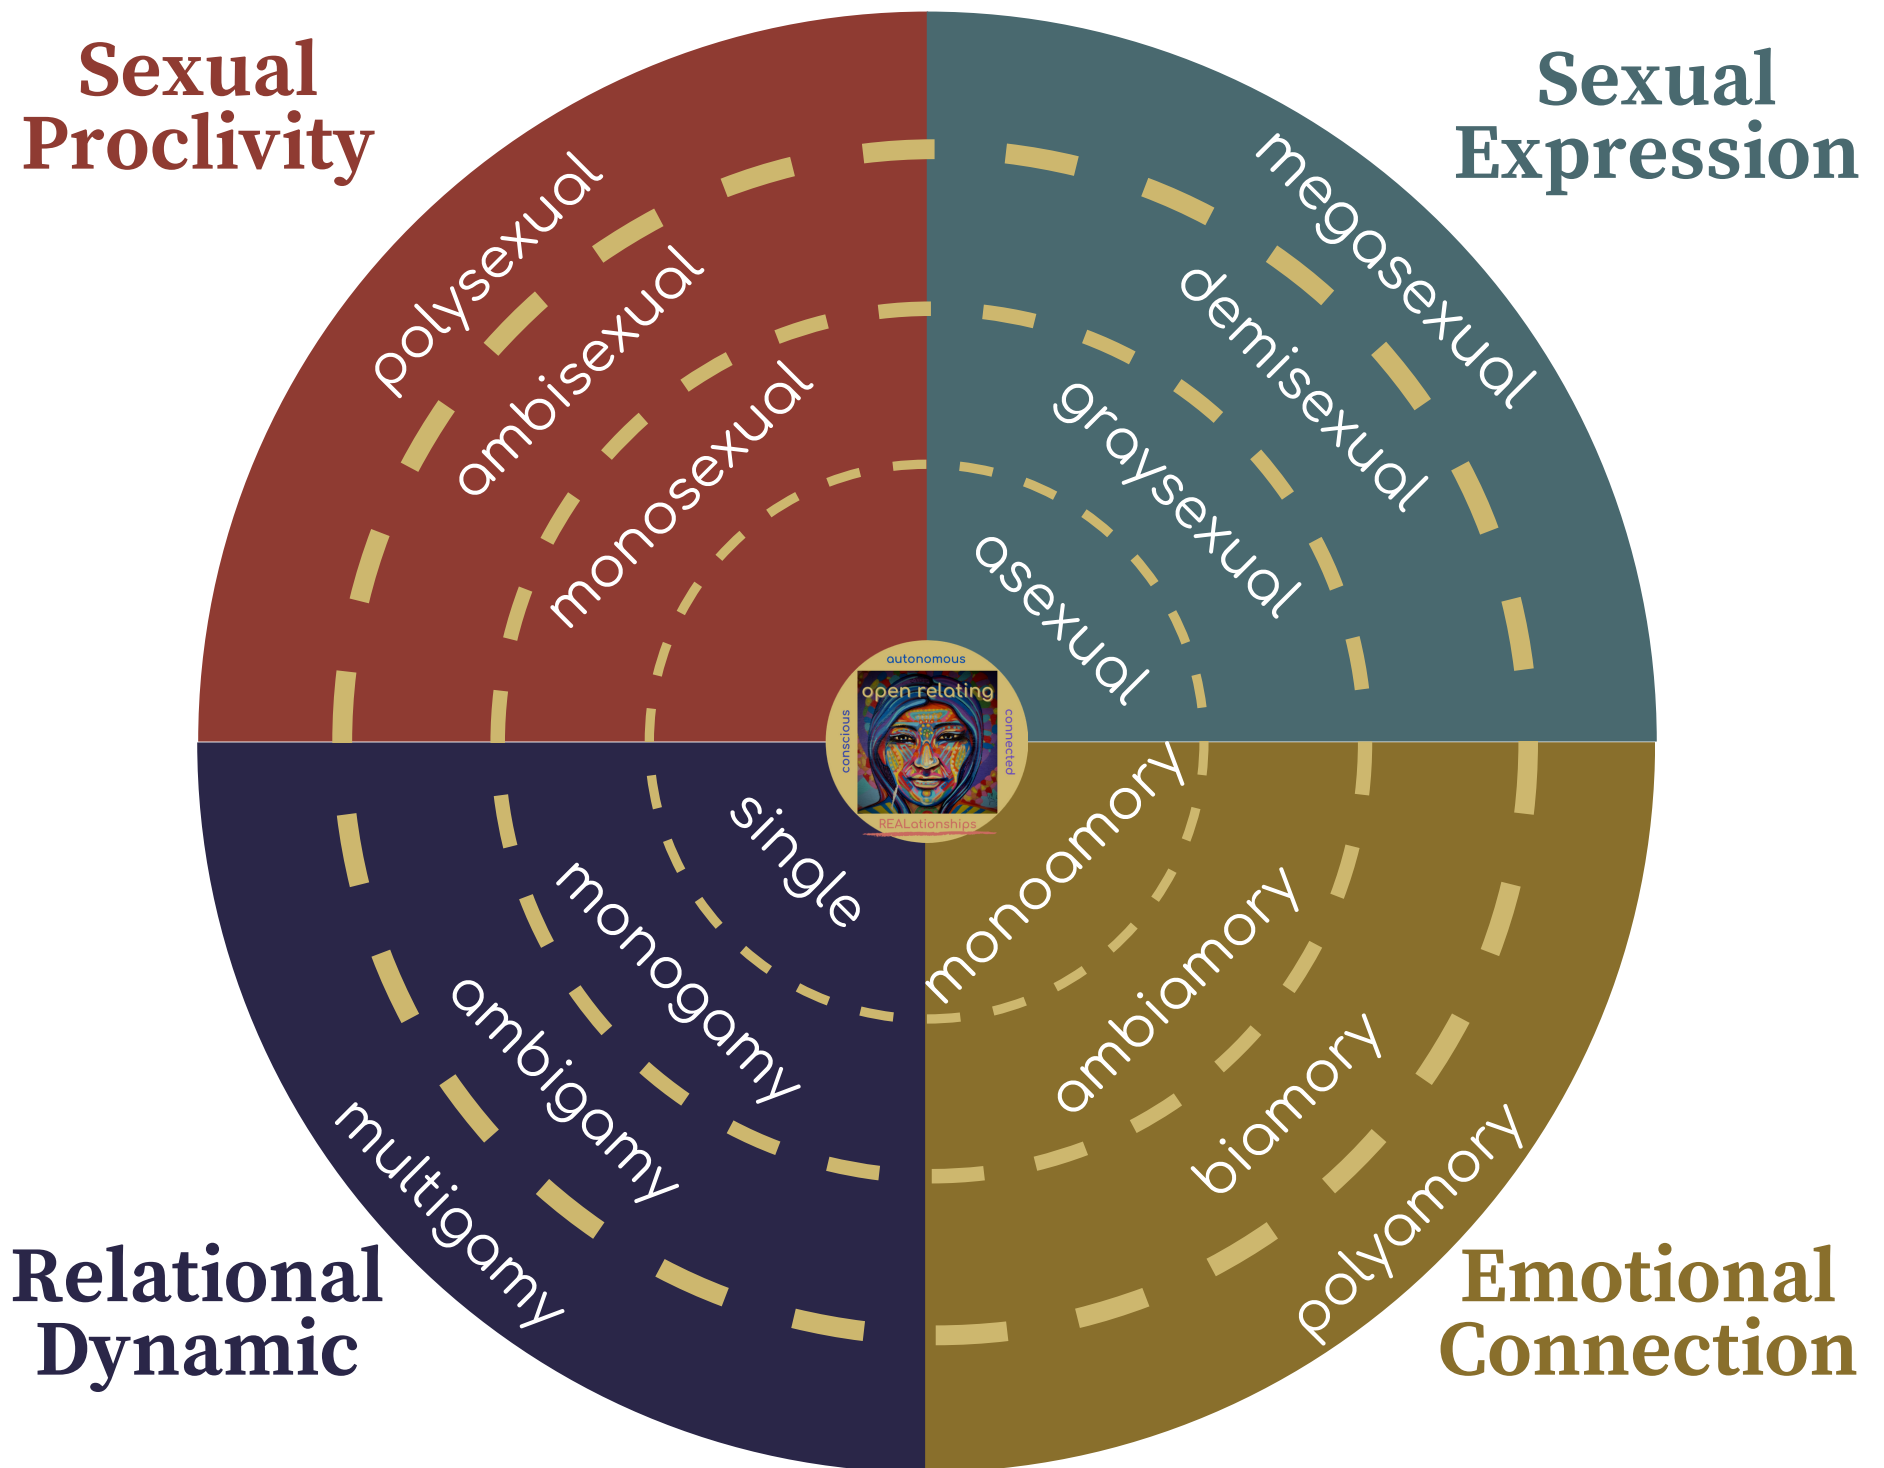 Sexual
Proclivity
polysexual
ambisexual
monosexual
Sexual
Expression
megasexual
demisexual
graysexual
asexual
autonomous
open relating
conscious
connected
REALationships
single
monogamy
ambigamy
multigamy
Relational
Dynamic
monoamory
ambiamory
biamory
polyamory
Emotional
Connection